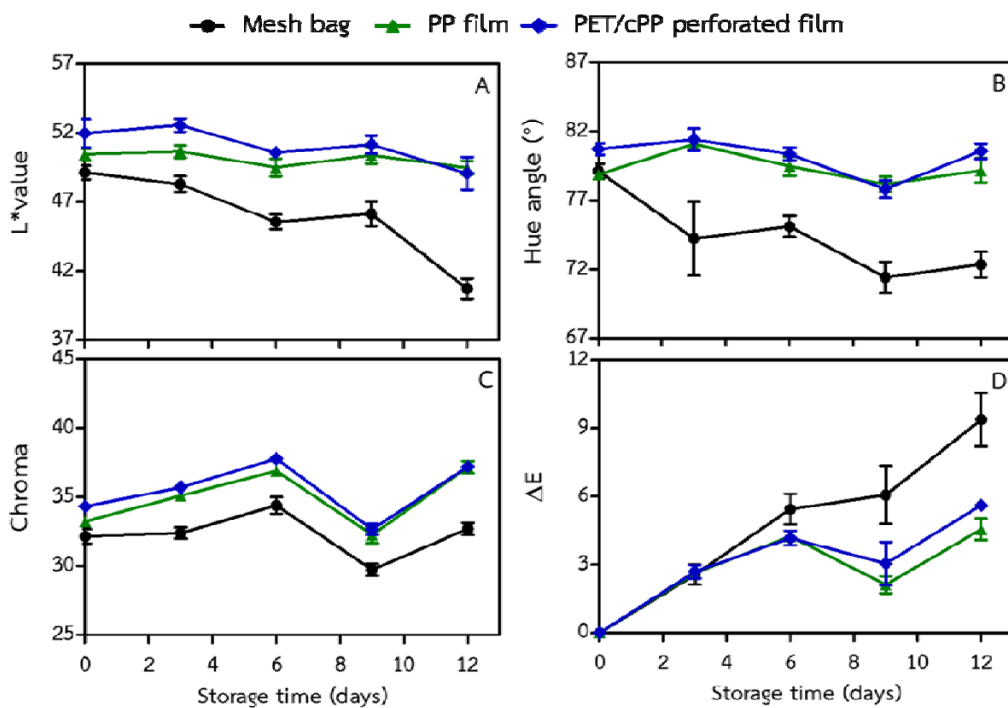 Mesh bag PP film PET/cPP perforated film
A
L*value
57
52
47
42
37
B
Hue angle (°)
87
82
77
72
67
C
Chroma
45
40
35
30
25
0 2 4 6 8 10 12
Storage time (days)
D
ΔE
12
9
6
3
0
0 2 4 6 8 10 12
Storage time (days)